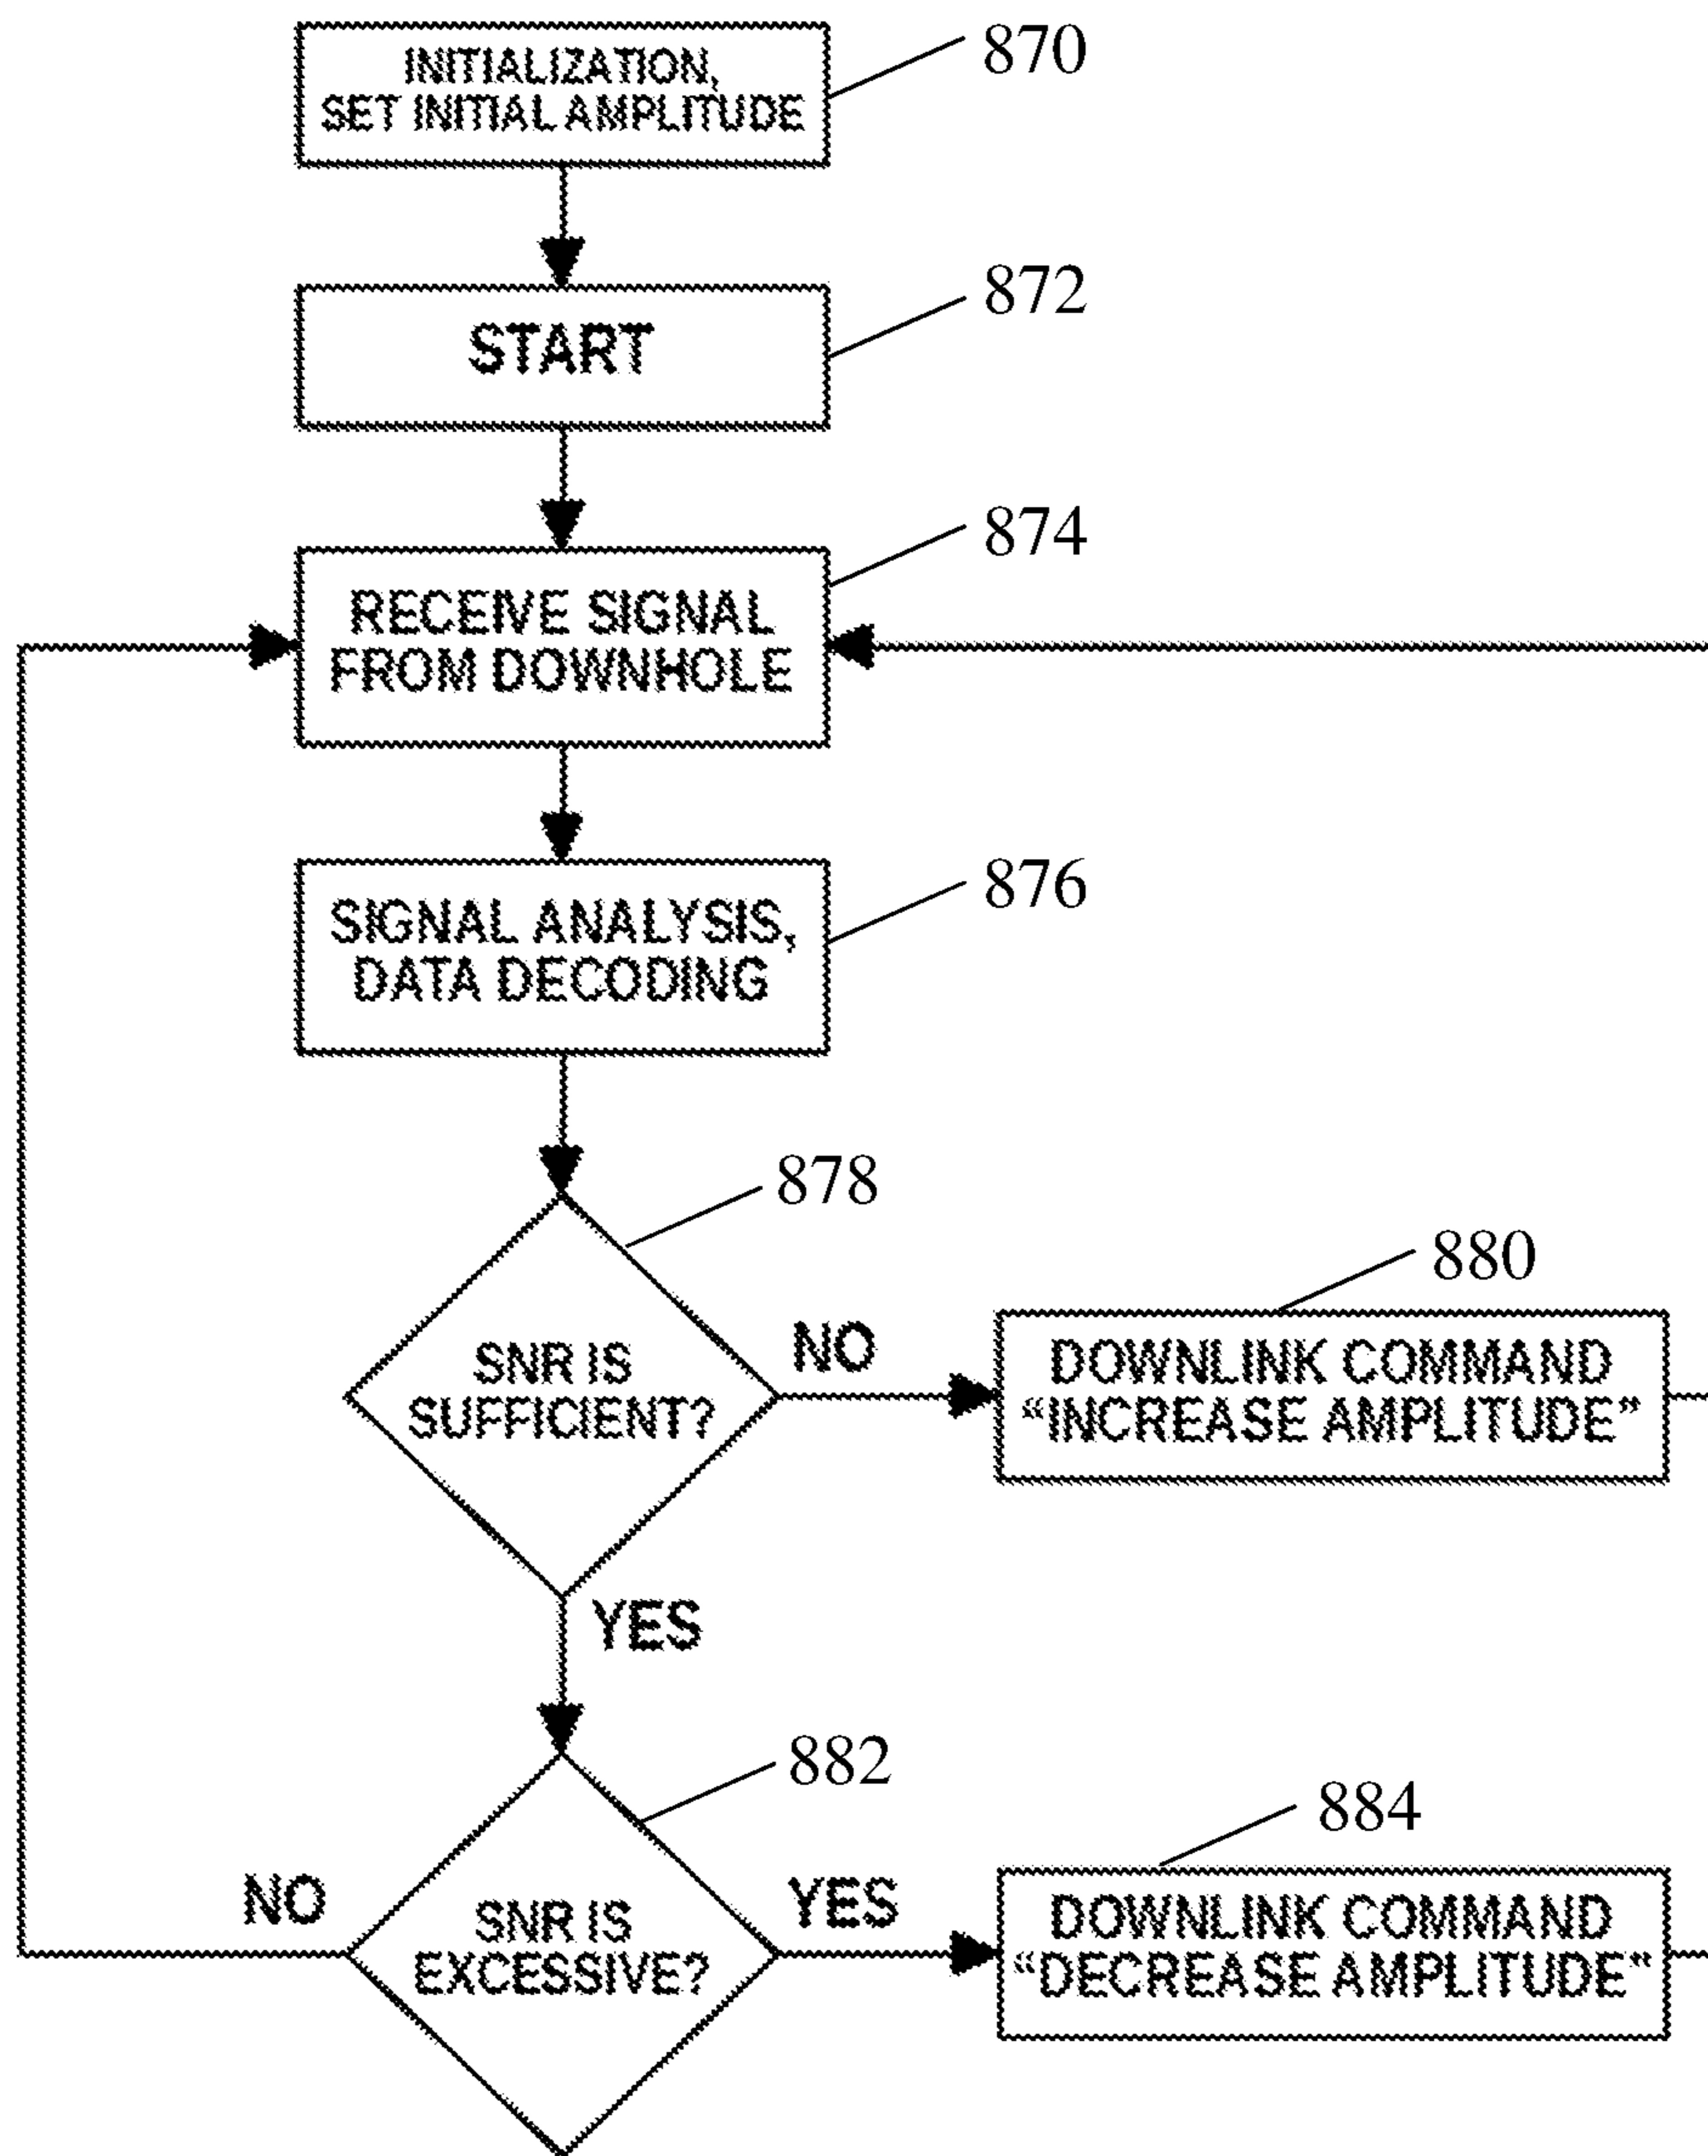 INITIALIZATION,
SET INITIAL AMPLITUDE
870
START
872
874
RECEIVE SIGNAL
FROM DOWNHOLE
876
SIGNAL ANALYSIS,
DATA DECODING
878
SNR IS
SUFFICIENT?
NO
880
DOWNLINK COMMAND
“INCREASE AMPLITUDE”
YES
882
SNR IS
EXCESSIVE?
NO
YES
884
DOWNLINK COMMAND
“DECREASE AMPLITUDE”